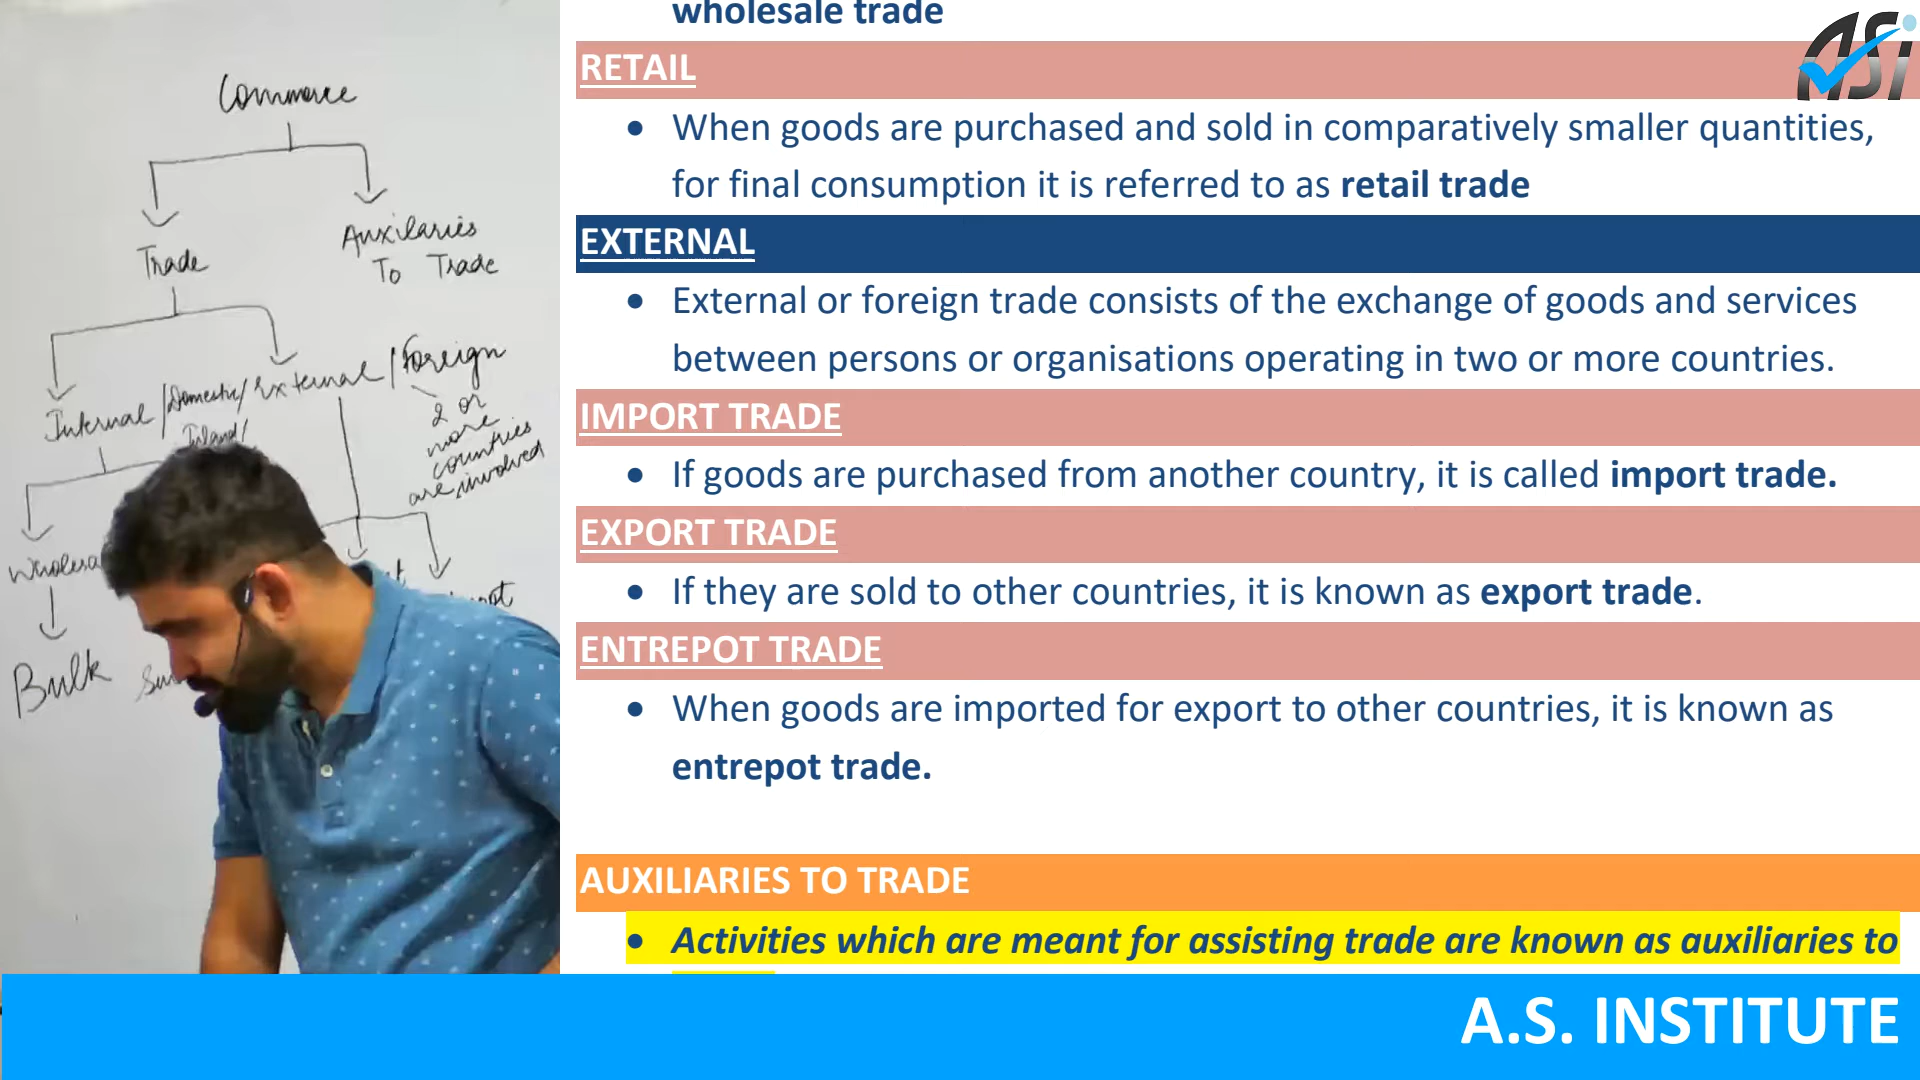 Commerce
Trade
Auxilaries
To Trade
Internal / Domestic/ External / Foreign
Inland/
2 or
more
countries
are involved
Bulk
wholesale trade
RETAIL
• When goods are purchased and sold in comparatively smaller quantities,
for final consumption it is referred to as retail trade
EXTERNAL
• External or foreign trade consists of the exchange of goods and services
between persons or organisations operating in two or more countries.
IMPORT TRADE
• If goods are purchased from another country, it is called import trade.
EXPORT TRADE
• If they are sold to other countries, it is known as export trade.
ENTREPOT TRADE
• When goods are imported for export to other countries, it is known as
entrepot trade.
AUXILIARIES TO TRADE
• Activities which are meant for assisting trade are known as auxiliaries to
A.S. INSTITUTE
ASi